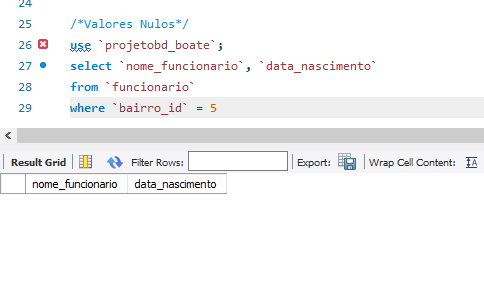 24
25 /*Valores Nulos*/
26 use `projetobd_boate`;
27 select `nome_funcionario`, `data_nascimento`
28 from `funcionario`
29 where `bairro_id` = 5
Result Grid Filter Rows: Export: Wrap Cell Content:
nome_funcionario data_nascimento